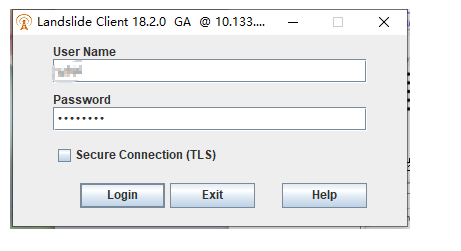 Landslide Client 18.2.0 GA @ 10.133....
User Name
Password
••••••••
Secure Connection (TLS)
Login Exit Help